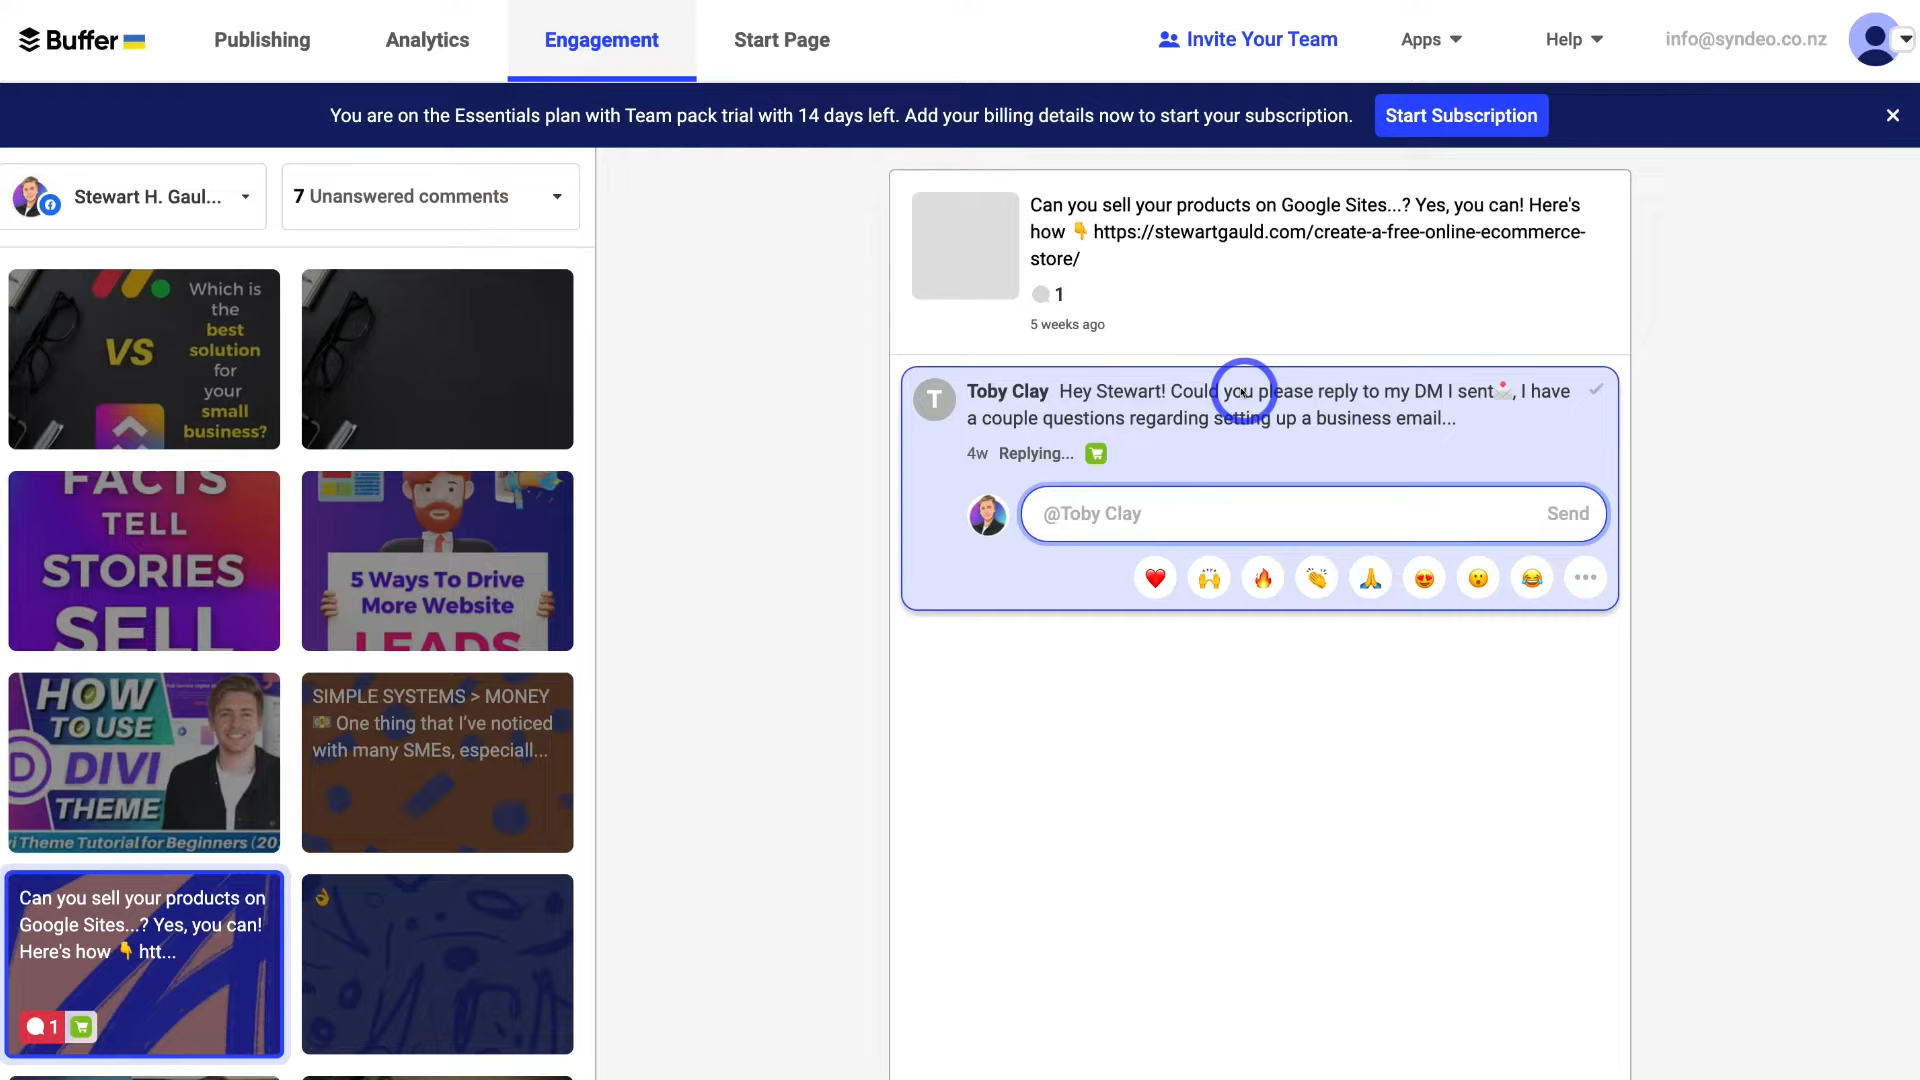 Buffer
Publishing
Analytics
Engagement
Start Page
Invite Your Team
Apps
Help
info@syndeo.co.nz
You are on the Essentials plan with Team pack trial with 14 days left. Add your billing details now to start your subscription.
Start Subscription
Stewart H. Gaul...
7 Unanswered comments
Which is
the
best
solution
for
your
small
business?
VS
FACTS
TELL
STORIES
SELL
5 Ways To Drive
More Website
LEADS
HOW
TO USE
DIVI
THEME
i Theme Tutorial for Beginners (20
SIMPLE SYSTEMS > MONEY
💵 One thing that I've noticed
with many SMEs, especiall...
Can you sell your products on
Google Sites...? Yes, you can!
Here's how 👇 htt...
1
👌
Can you sell your products on Google Sites...? Yes, you can! Here's
how 👇 https://stewartgauld.com/create-a-free-online-ecommerce-
store/
1
5 weeks ago
T
Toby Clay Hey Stewart! Could you please reply to my DM I sent📩, I have
a couple questions regarding setting up a business email...
4w Replying...
@Toby Clay
Send
❤️ 🙌 🔥 👏 🙏 😍 😮 😂